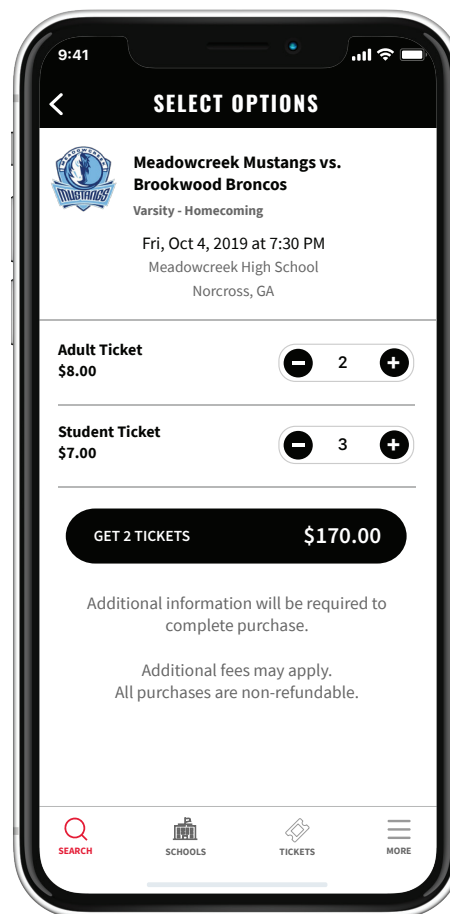 9:41
SELECT OPTIONS
MEADOWCREEK
MUSTANGS
Meadowcreek Mustangs vs.
Brookwood Broncos
Varsity - Homecoming
Fri, Oct 4, 2019 at 7:30 PM
Meadowcreek High School
Norcross, GA
Adult Ticket
$8.00
2
Student Ticket
$7.00
3
GET 2 TICKETS $170.00
Additional information will be required to
complete purchase.
Additional fees may apply.
All purchases are non-refundable.
SEARCH SCHOOLS TICKETS MORE